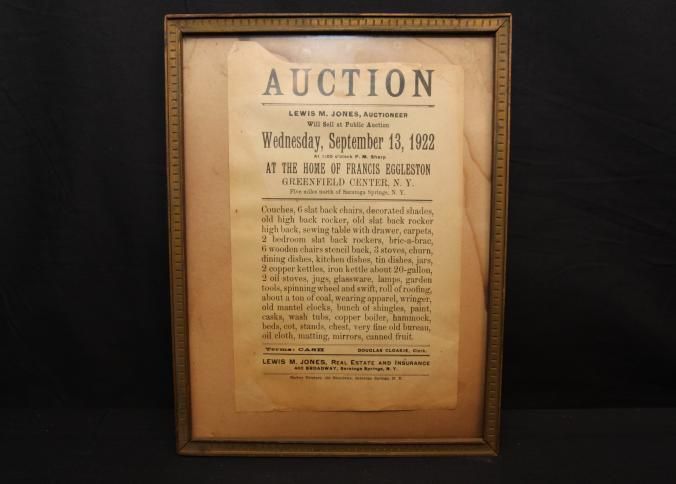 AUCTION
LEWIS M. JONES, AUCTIONEER
Will Sell at Public Auction
Wednesday, September 13, 1922
At 1:00 o'clock P. M. Sharp
AT THE HOME OF FRANCIS EGGLESTON
GREENFIELD CENTER, N. Y.
Five miles north of Saratoga Springs, N. Y.
Couches, 6 slat back chairs, decorated shades,
old high back rocker, old slat back rocker
high back, sewing table with drawer, carpets,
2 bedroom slat back rockers, bric-a-brac,
6 wooden chairs stencil back, 3 stoves, churn,
dining dishes, kitchen dishes, tin dishes, jars,
2 copper kettles, iron kettle about 20-gallon,
2 oil stoves, jugs, glassware, lamps, garden
tools, spinning wheel and swift, roll of roofing,
about a ton of coal, wearing apparel, wringer,
old mantel clocks, bunch of shingles, paint,
casks, wash tubs, copper boiler, hammock,
beds, cot, stands, chest, very fine old bureau,
oil cloth, matting, mirrors, canned fruit.
Terms: CASH DOUGLAS CLOAKIE, Clerk.
LEWIS M. JONES, REAL ESTATE AND INSURANCE
BROADWAY, Saratoga Springs, N. Y.
Broadway, Saratoga Springs, N. Y.